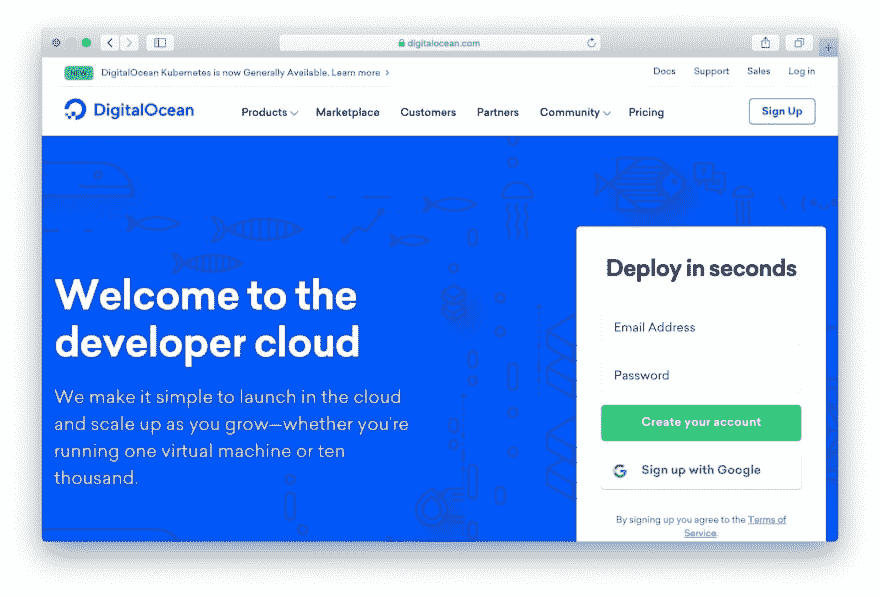 digitalocean.com
NEW DigitalOcean Kubernetes is now Generally Available. Learn more
Docs Support Sales Log in
DigitalOcean
Products Marketplace Customers Partners Community Pricing
Sign Up
Welcome to the
developer cloud
We make it simple to launch in the cloud
and scale up as you grow—whether you're
running one virtual machine or ten
thousand.
Deploy in seconds
Email Address
Password
Create your account
Sign up with Google
By signing up you agree to the Terms of
Service.